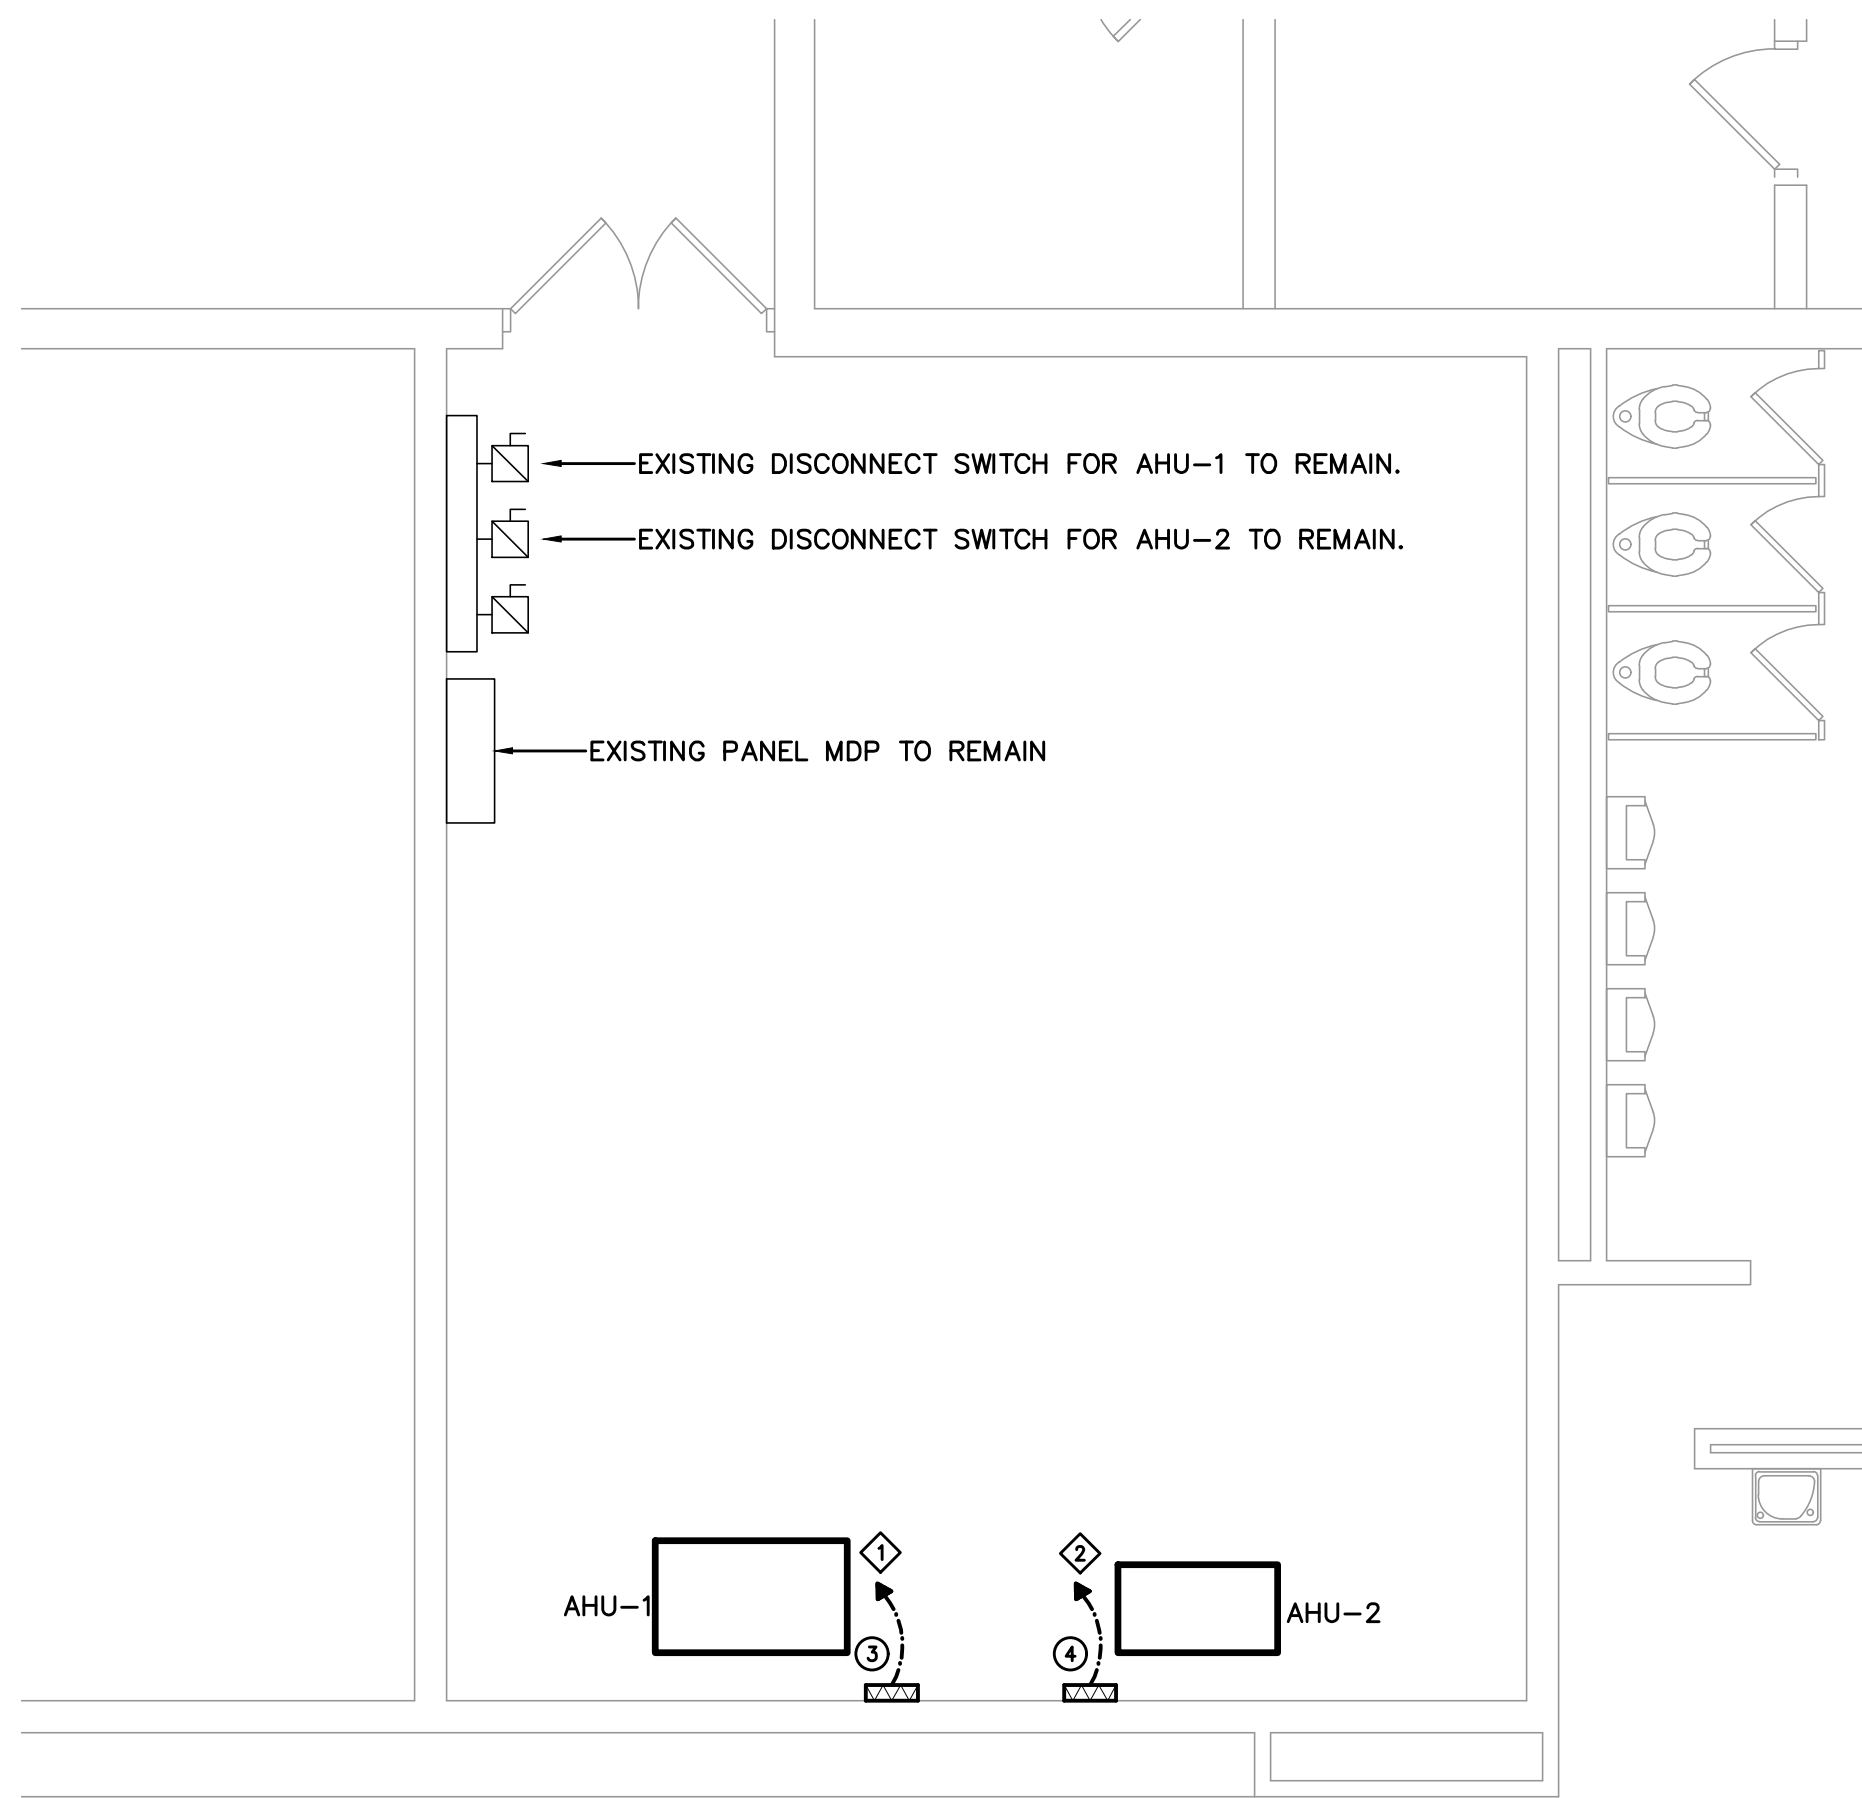 EXISTING DISCONNECT SWITCH FOR AHU-1 TO REMAIN.
EXISTING DISCONNECT SWITCH FOR AHU-2 TO REMAIN.
EXISTING PANEL MDP TO REMAIN
1
2
AHU-1
AHU-2
3
4